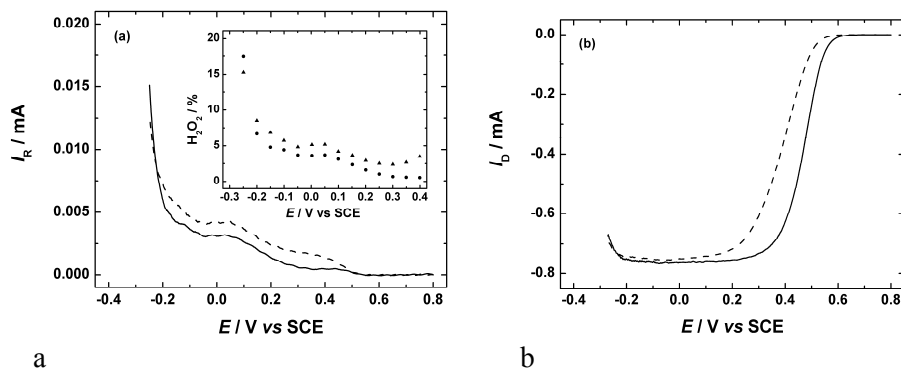 (a)
I_R / mA
0.020
0.015
0.010
0.005
0.000
-0.4 -0.2 0.0 0.2 0.4 0.6 0.8
E / V vs SCE
H₂O₂ / %
20
15
10
5
0
-0.3 -0.2 -0.1 0.0 0.1 0.2 0.3 0.4
E / V vs SCE
a
(b)
I_D / mA
0.0
-0.2
-0.4
-0.6
-0.8
-0.4 -0.2 0.0 0.2 0.4 0.6 0.8
E / V vs SCE
b